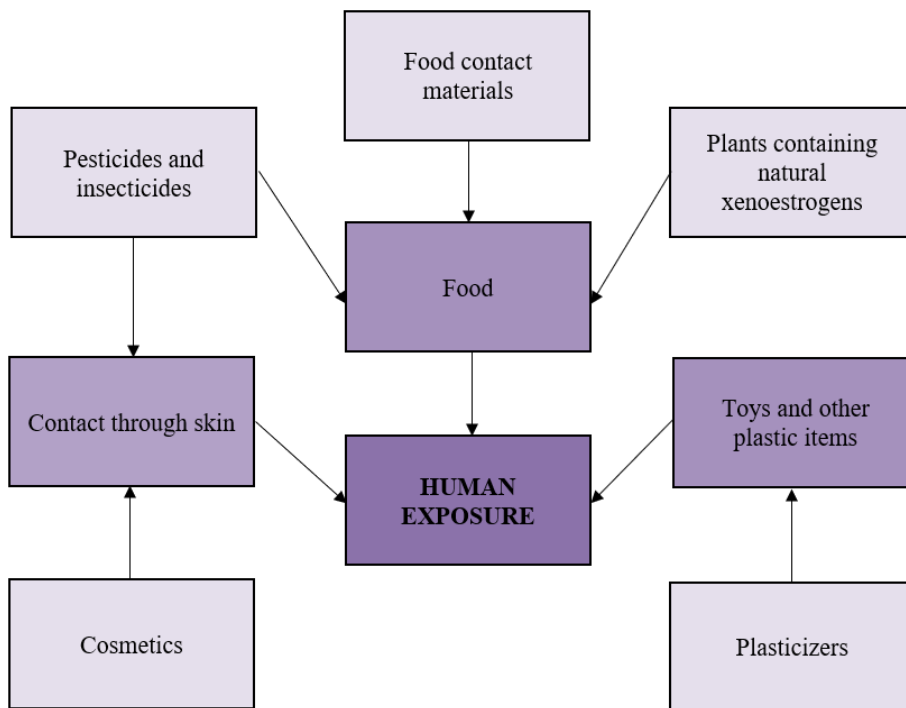 Food contact
materials
Pesticides and
insecticides
Plants containing
natural
xenoestrogens
Food
Contact through skin
Toys and other
plastic items
HUMAN
EXPOSURE
Cosmetics
Plasticizers